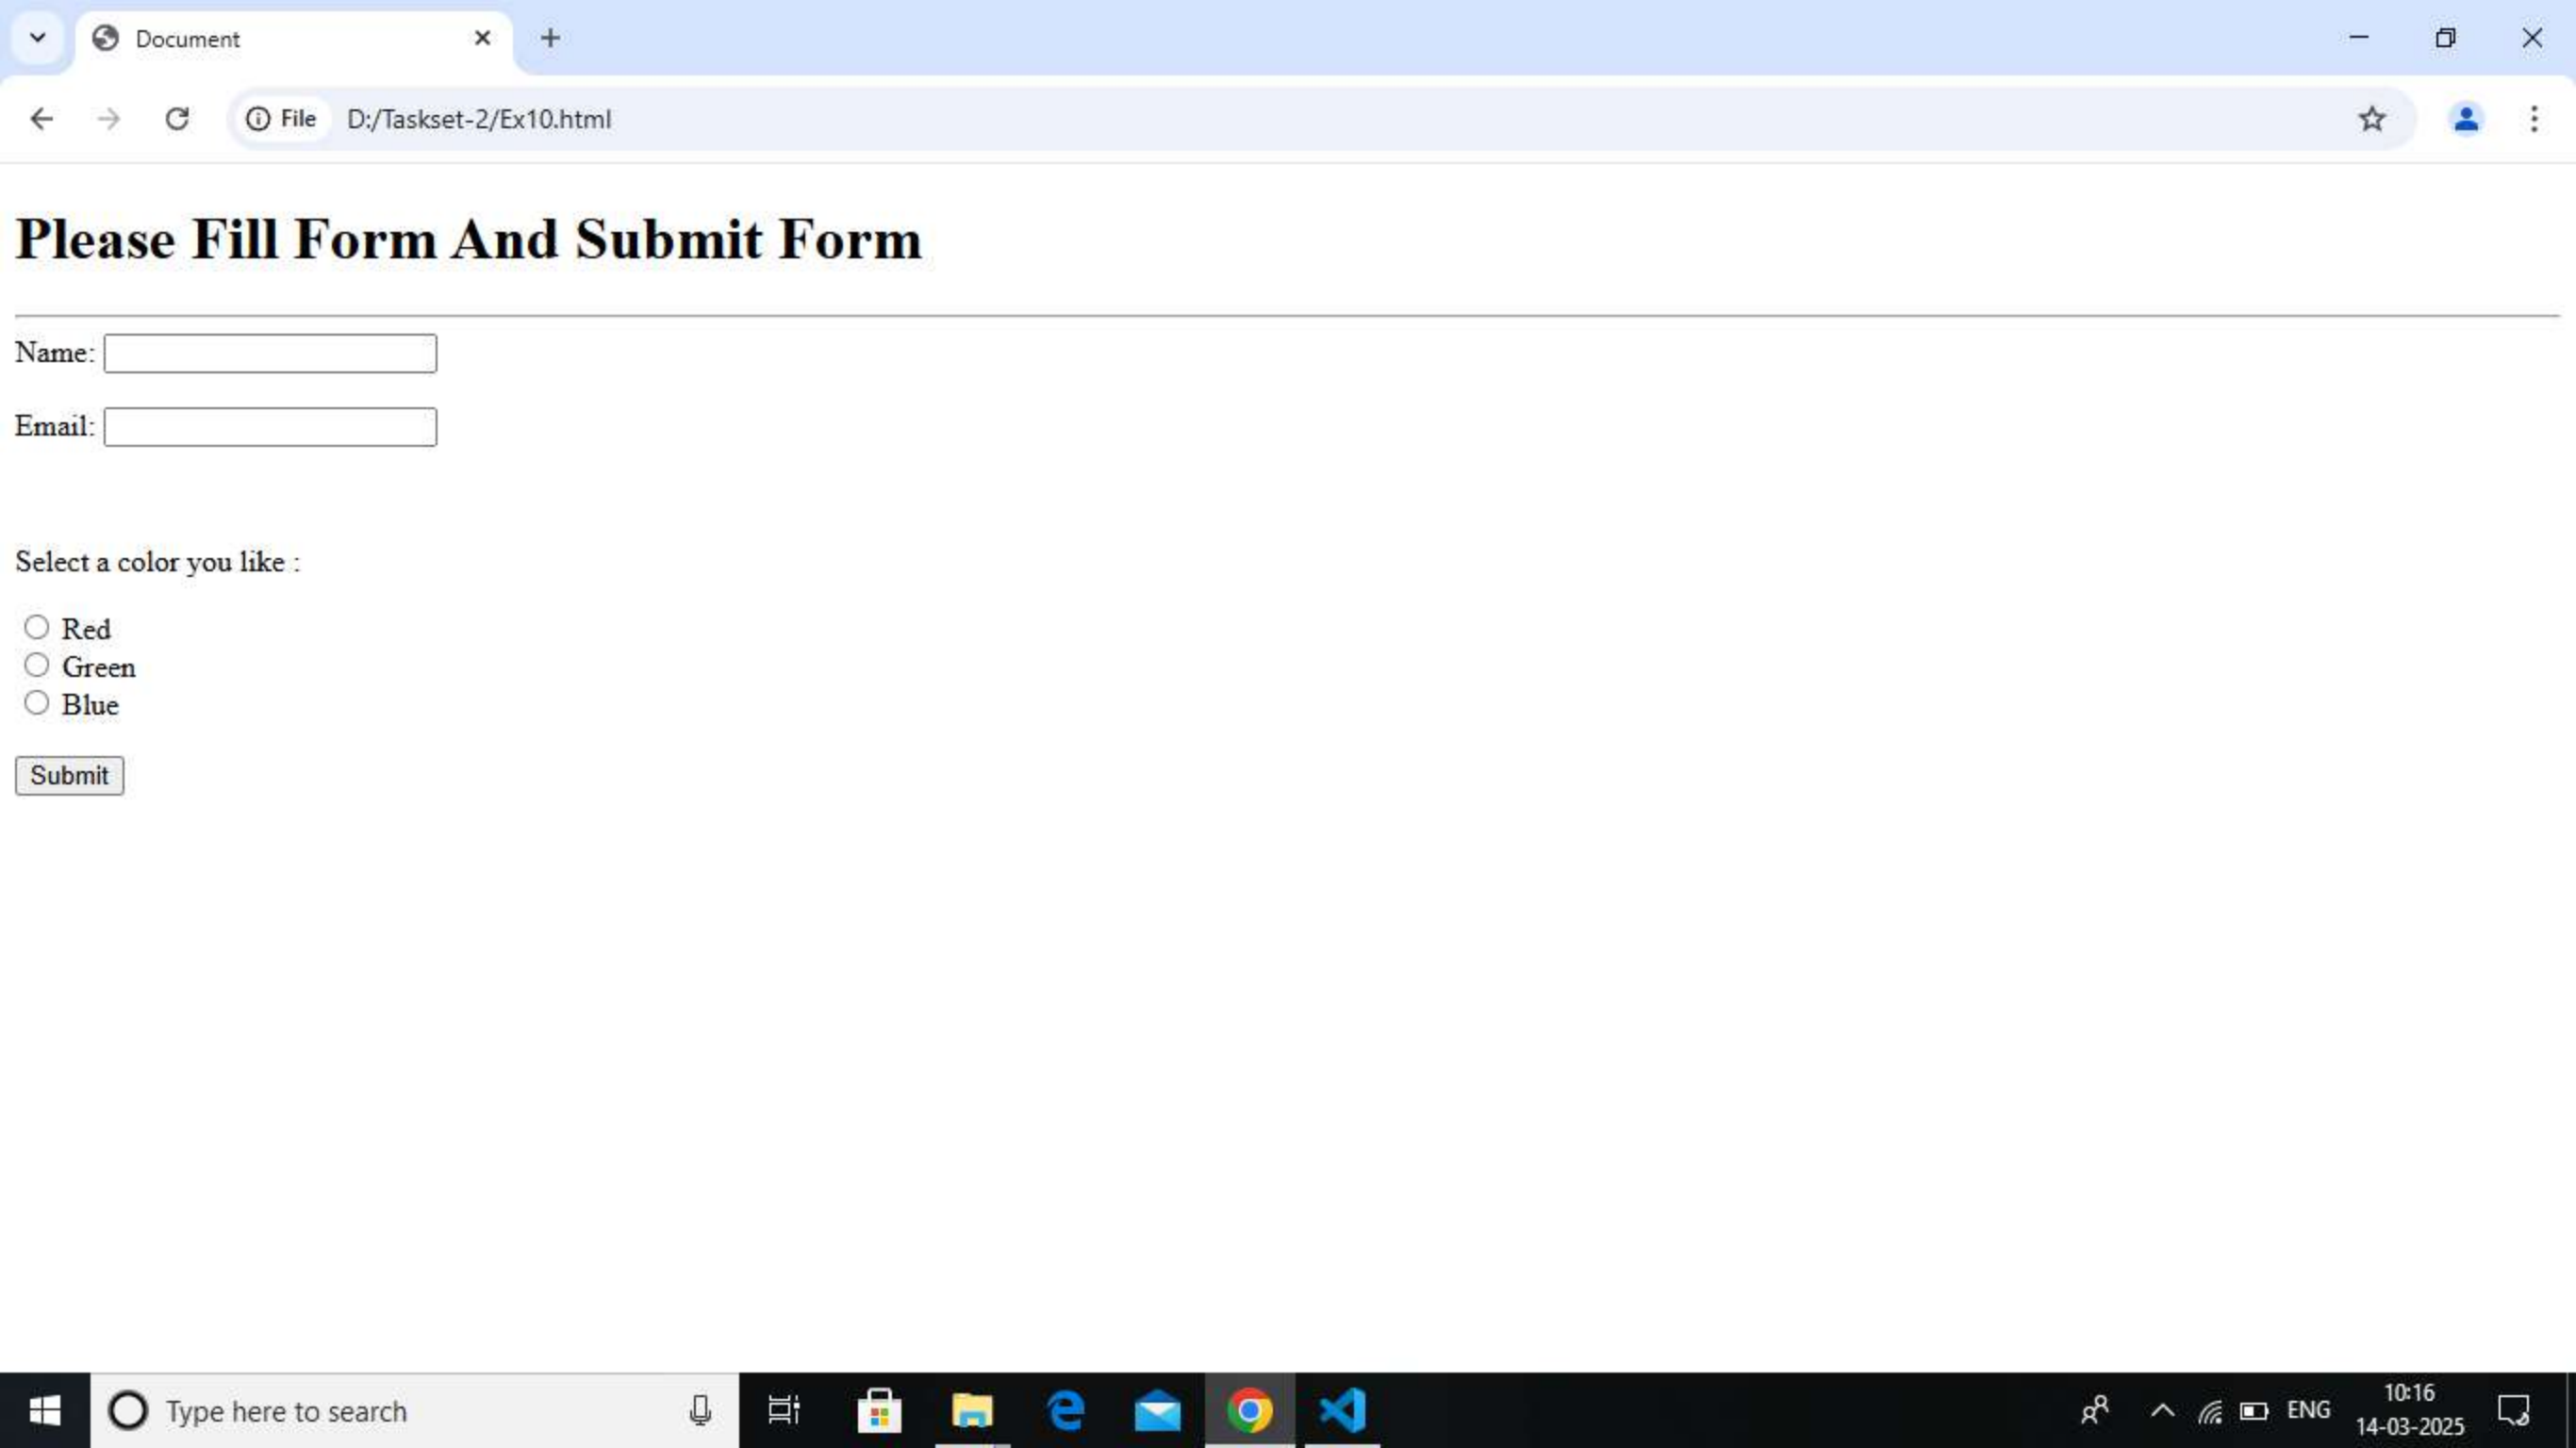 Document
File D:/Taskset-2/Ex10.html
Please Fill Form And Submit Form
Name:
Email:
Select a color you like :
Red
Green
Blue
Submit
Type here to search
ENG
10:16
14-03-2025